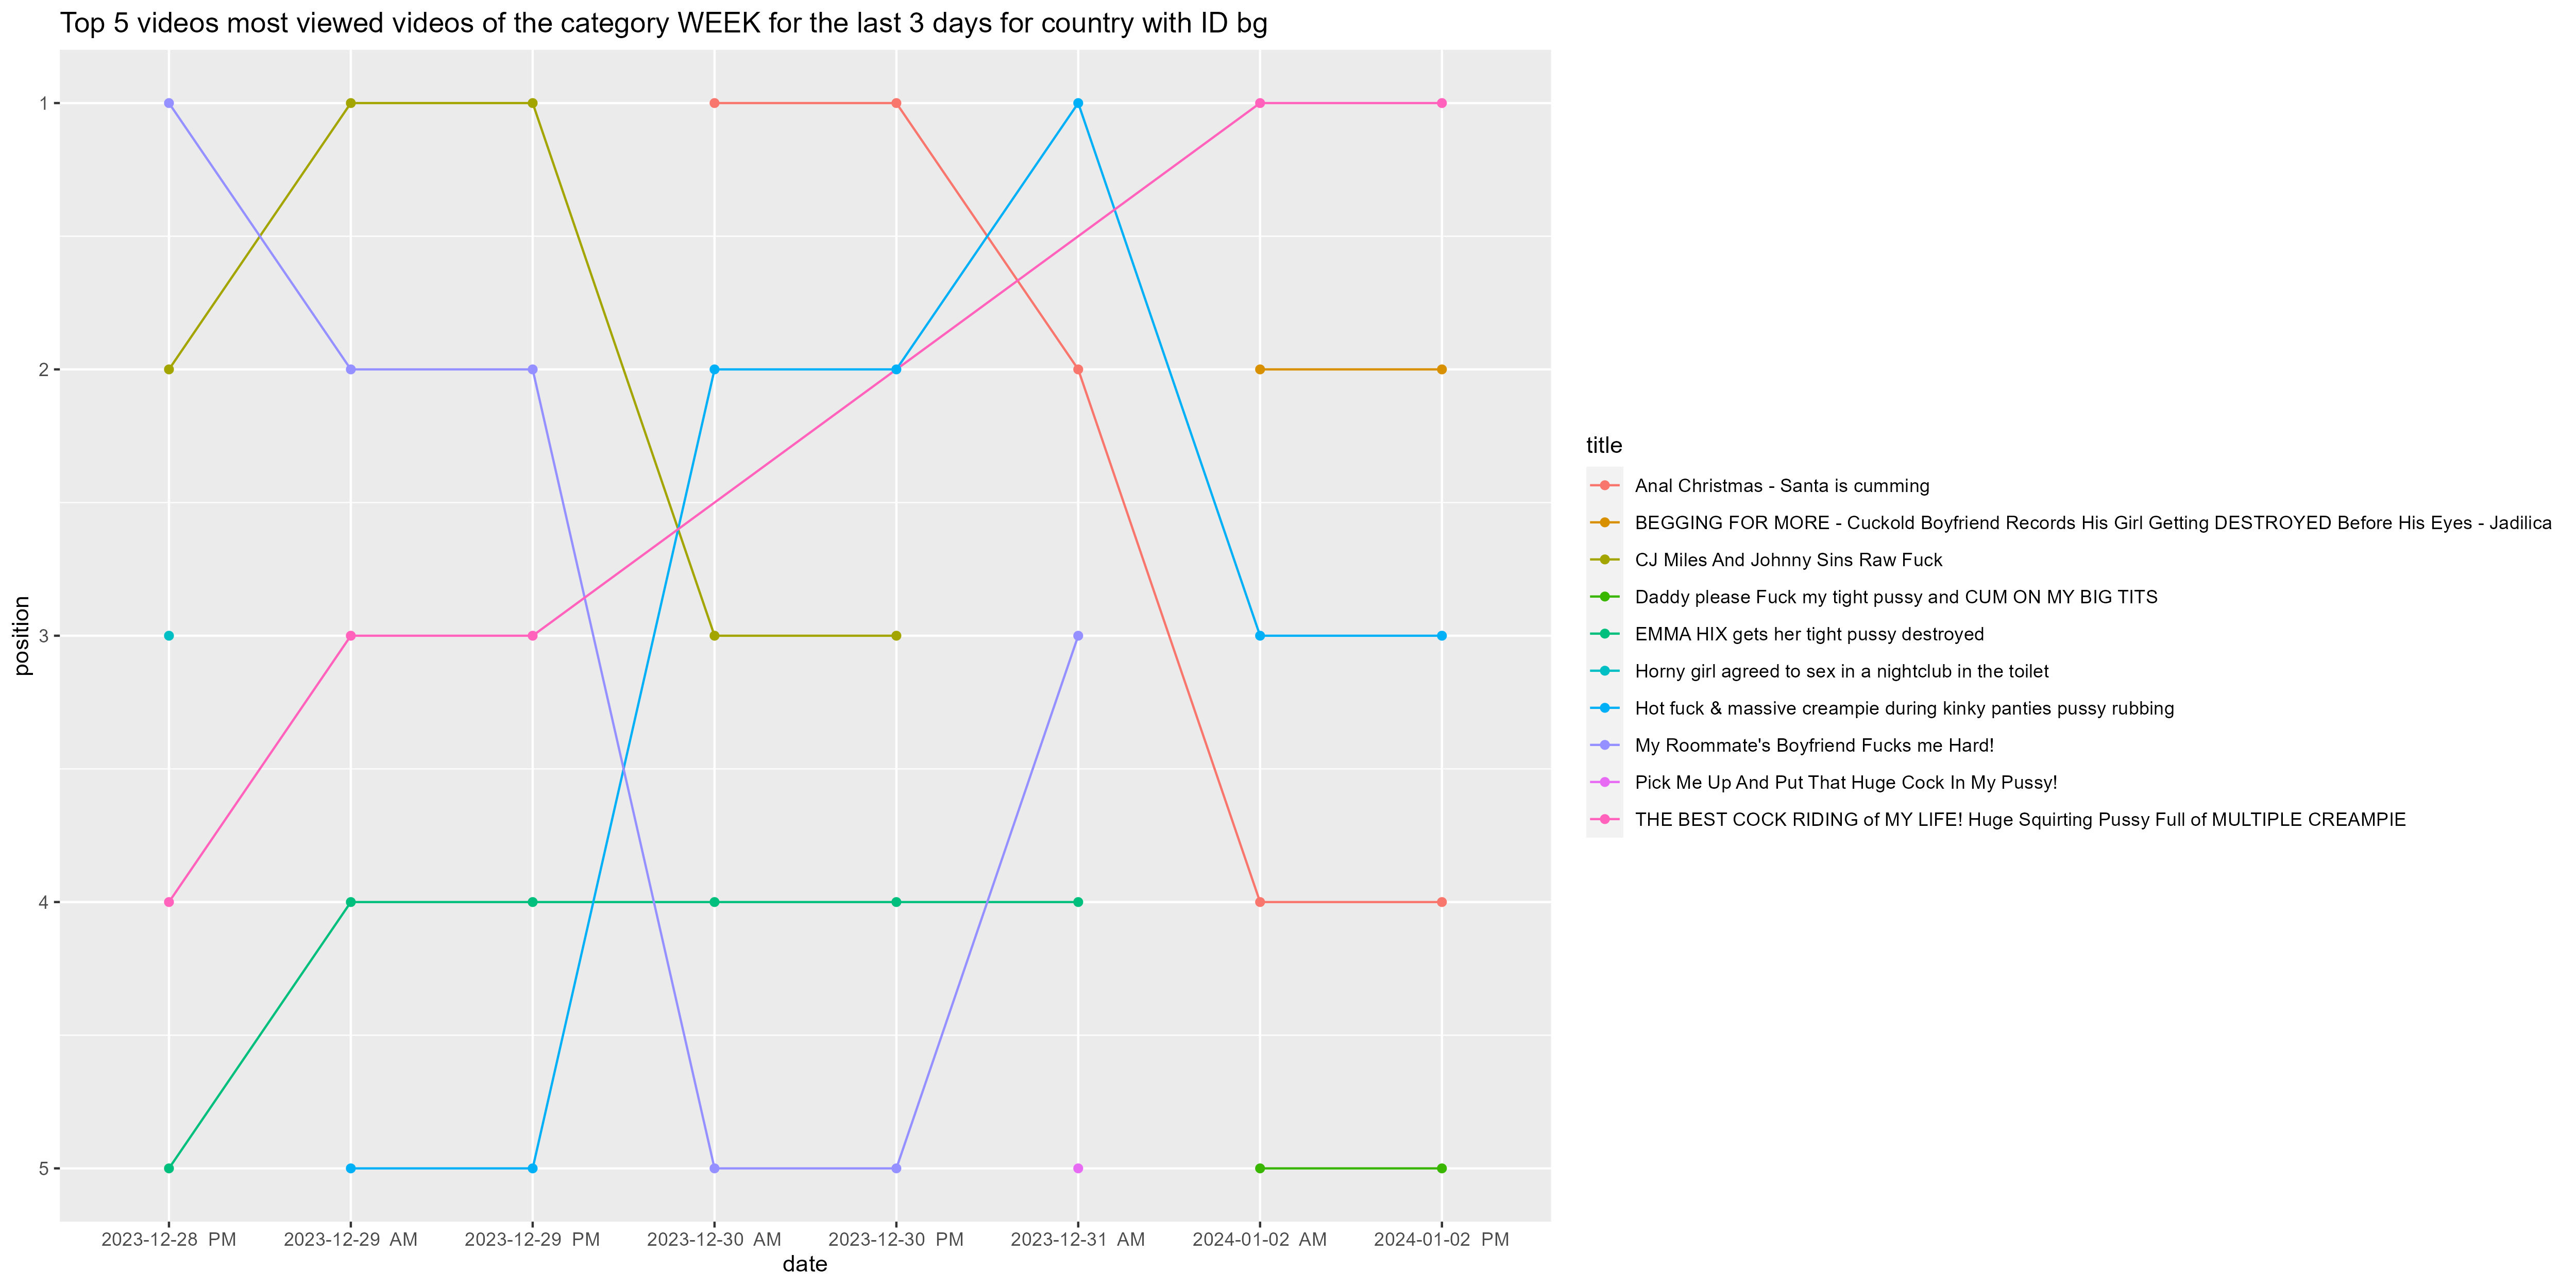 Top 5 videos most viewed videos of the category WEEK for the last 3 days for country with ID bg
position
1
2
3
4
5
2023-12-28 PM
2023-12-29 AM
2023-12-29 PM
2023-12-30 AM
2023-12-30 PM
2023-12-31 AM
2024-01-02 AM
2024-01-02 PM
date
title
Anal Christmas - Santa is cumming
BEGGING FOR MORE - Cuckold Boyfriend Records His Girl Getting DESTROYED Before His Eyes - Jadilica
CJ Miles And Johnny Sins Raw Fuck
Daddy please Fuck my tight pussy and CUM ON MY BIG TITS
EMMA HIX gets her tight pussy destroyed
Horny girl agreed to sex in a nightclub in the toilet
Hot fuck & massive creampie during kinky panties pussy rubbing
My Roommate's Boyfriend Fucks me Hard!
Pick Me Up And Put That Huge Cock In My Pussy!
THE BEST COCK RIDING of MY LIFE! Huge Squirting Pussy Full of MULTIPLE CREAMPIE